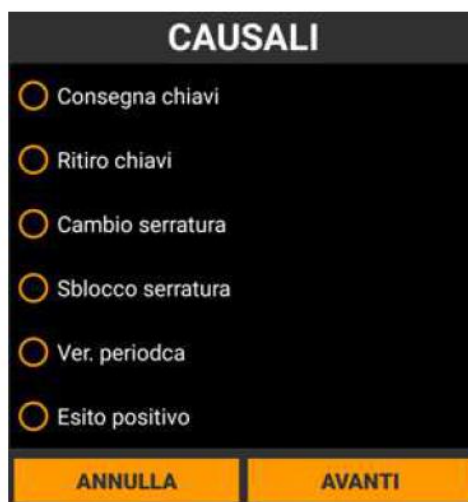 CAUSALI
Consegna chiavi
Ritiro chiavi
Cambio serratura
Sblocco serratura
Ver. periodca
Esito positivo
ANNULLA AVANTI